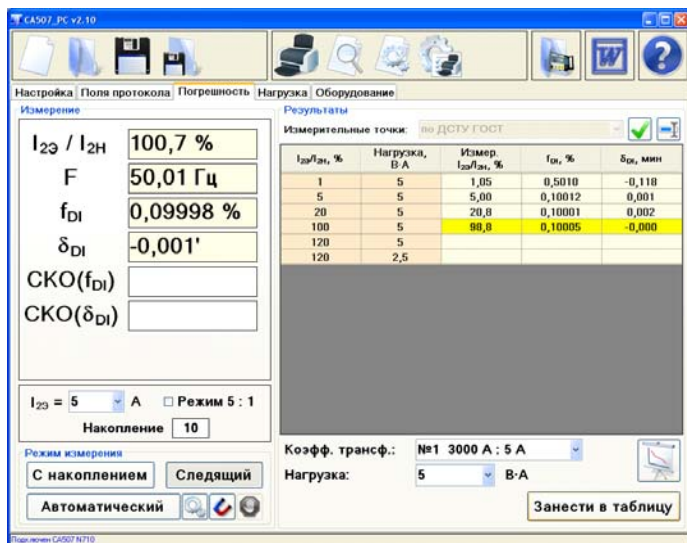 CA507_PC v2.10
Настройка Поля протокола Погрешность Нагрузка Оборудование
Измерение
I2Э / I2Н 100,7 %
F 50,01 Гц
fDI 0,09998 %
δDI -0,001'
СКО(fDI)
СКО(δDI)
I2Э = 5 А Режим 5 : 1
Накопление 10
Режим измерения
С накоплением Следящий
Автоматический
Результаты
Измерительные точки: по ДСТУ ГОСТ
I2Э/I2Н, % Нагрузка, В·А Измер. I2Э/I2Н, % fDI, % δDI, мин
1 5 1,05 0,5010 -0,118
5 5 5,00 0,10012 0,001
20 5 20,8 0,10001 0,002
100 5 98,8 0,10005 -0,000
120 5
120 2,5
Коэфф. трансф.: №1 3000 А : 5 А
Нагрузка: 5 В·А
Занести в таблицу
Подключен CA507 N710